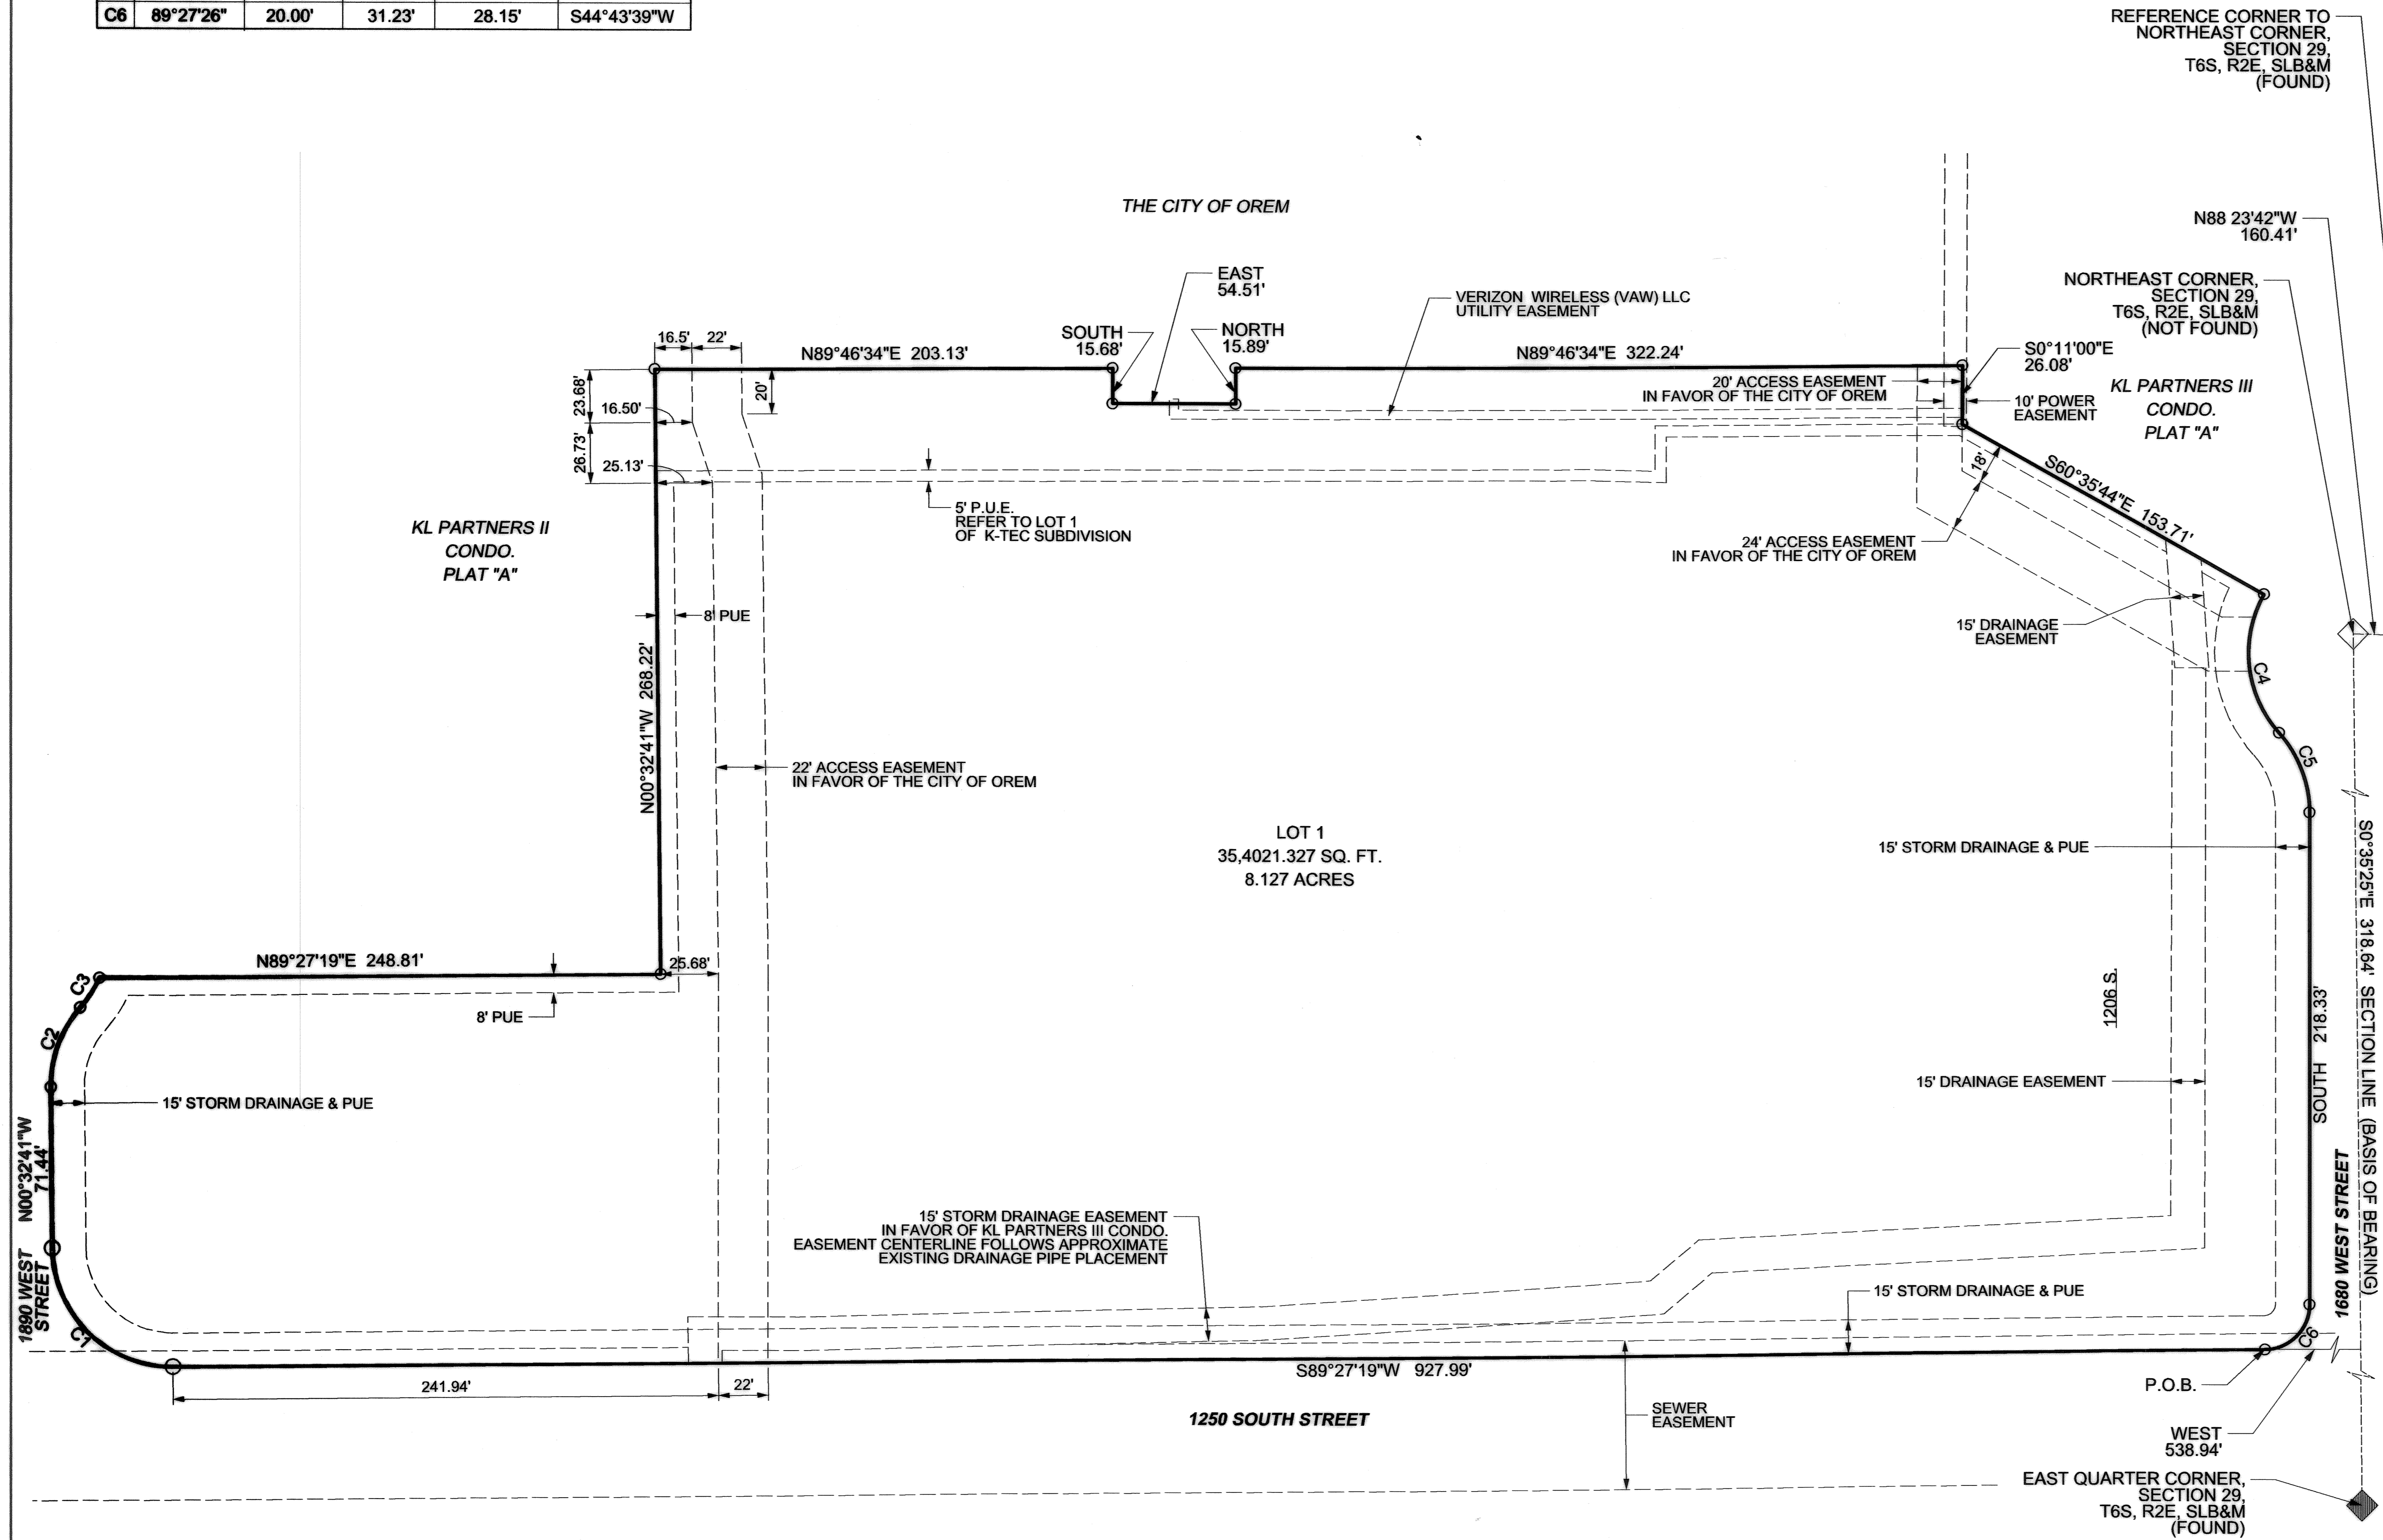 C6 89°27'26" 20.00' 31.23' 28.15' S44°43'39"W
REFERENCE CORNER TO
NORTHEAST CORNER,
SECTION 29,
T6S, R2E, SLB&M
(FOUND)
THE CITY OF OREM
N88 23'42"W
160.41'
NORTHEAST CORNER,
SECTION 29,
T6S, R2E, SLB&M
(NOT FOUND)
EAST
54.51'
VERIZON WIRELESS (VAW) LLC
UTILITY EASEMENT
16.5'
22'
N89°46'34"E 203.13'
SOUTH
15.68'
NORTH
15.89'
N89°46'34"E 322.24'
S0°11'00"E
26.08'
20' ACCESS EASEMENT
IN FAVOR OF THE CITY OF OREM
10' POWER
EASEMENT
KL PARTNERS III
CONDO.
PLAT "A"
23.68'
16.50'
20'
26.73'
25.13'
18'
S60°35'44"E 153.71'
5' P.U.E.
REFER TO LOT 1
OF K-TEC SUBDIVISION
KL PARTNERS II
CONDO.
PLAT "A"
24' ACCESS EASEMENT
IN FAVOR OF THE CITY OF OREM
8' PUE
15' DRAINAGE
EASEMENT
C4
N00°32'41"W 268.22'
C5
22' ACCESS EASEMENT
IN FAVOR OF THE CITY OF OREM
LOT 1
35,4021.327 SQ. FT.
8.127 ACRES
15' STORM DRAINAGE & PUE
S0°35'25"E 318.64' SECTION LINE (BASIS OF BEARING)
N89°27'19"E 248.81'
25.68'
C3
8' PUE
1206 S.
SOUTH 218.33'
C2
15' STORM DRAINAGE & PUE
15' DRAINAGE EASEMENT
N00°32'41"W
71.44'
1890 WEST
STREET
1680 WEST STREET
15' STORM DRAINAGE EASEMENT
IN FAVOR OF KL PARTNERS III CONDO.
EASEMENT CENTERLINE FOLLOWS APPROXIMATE
EXISTING DRAINAGE PIPE PLACEMENT
15' STORM DRAINAGE & PUE
C1
C6
S89°27'19"W 927.99'
241.94'
22'
P.O.B.
1250 SOUTH STREET
SEWER
EASEMENT
WEST
538.94'
EAST QUARTER CORNER,
SECTION 29,
T6S, R2E, SLB&M
(FOUND)